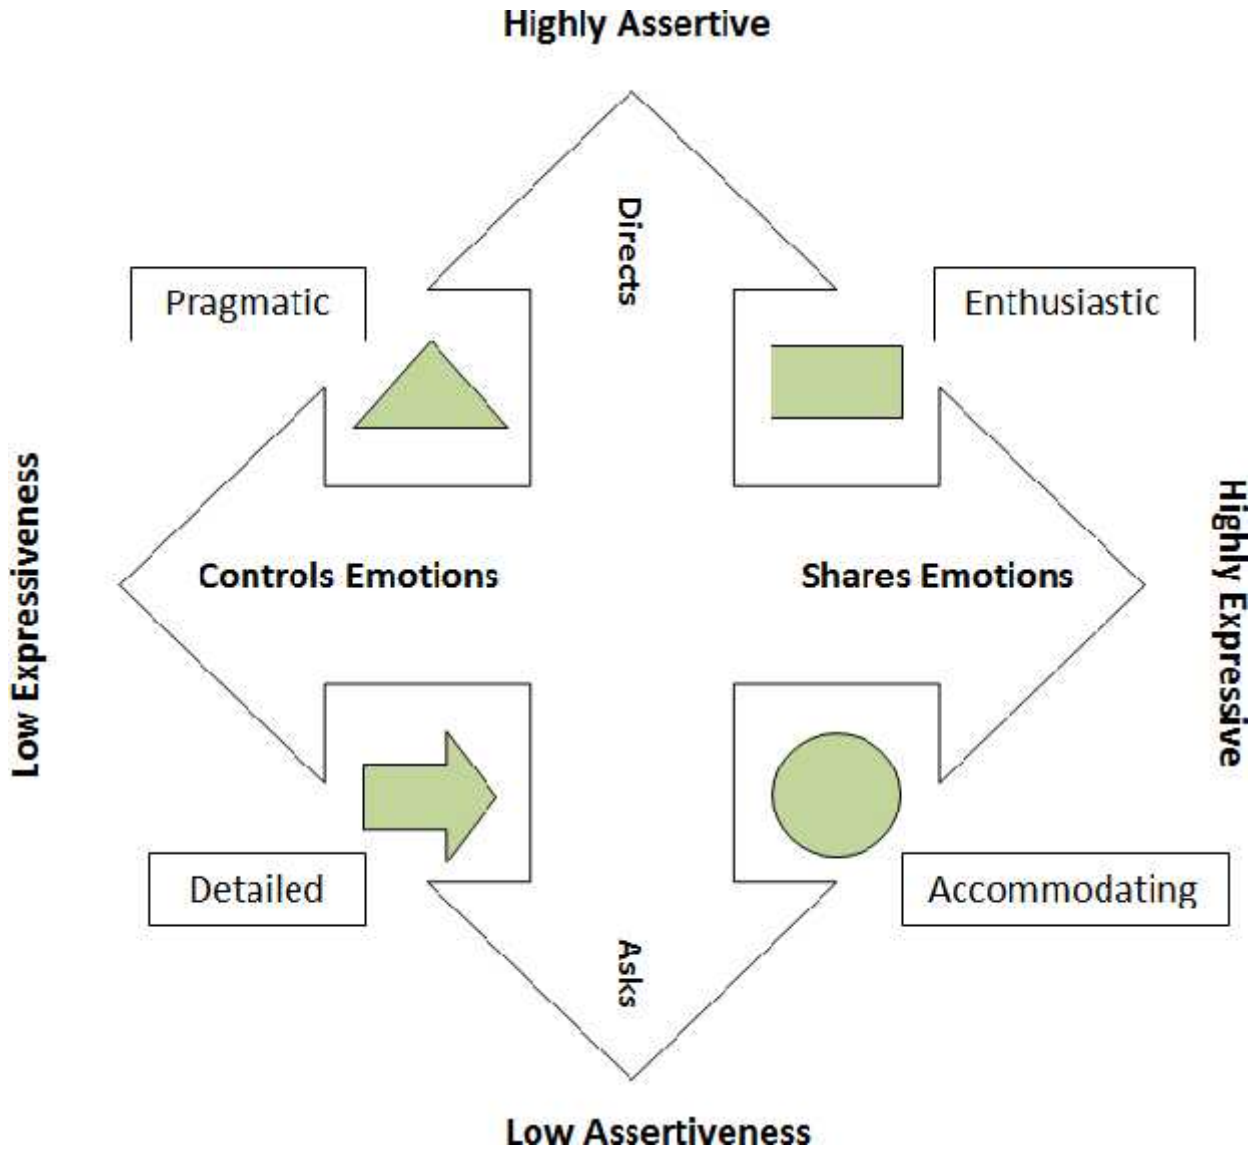 Highly Assertive
Directs
Pragmatic
Enthusiastic
Low Expressiveness
Controls Emotions
Shares Emotions
Highly Expressive
Detailed
Accommodating
Asks
Low Assertiveness